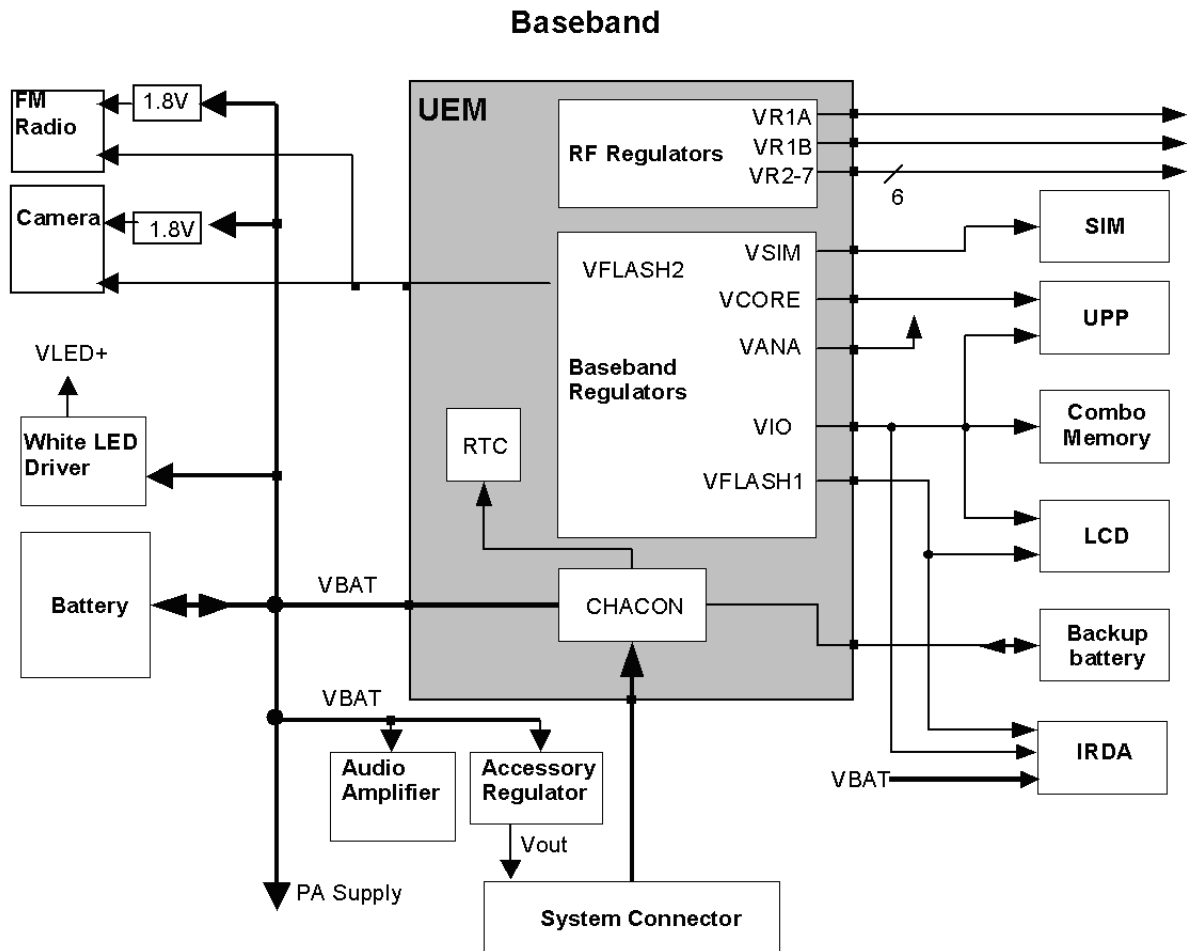 Baseband
FM
Radio
1.8V
UEM
RF Regulators
VR1A
VR1B
VR2-7
6
Camera
1.8V
SIM
VFLASH2
VSIM
VCORE
VANA
UPP
Baseband
Regulators
VLED+
White LED
Driver
RTC
VIO
Combo
Memory
VFLASH1
LCD
Battery
VBAT
CHACON
Backup
battery
VBAT
Audio
Amplifier
Accessory
Regulator
IRDA
VBAT
Vout
PA Supply
System Connector